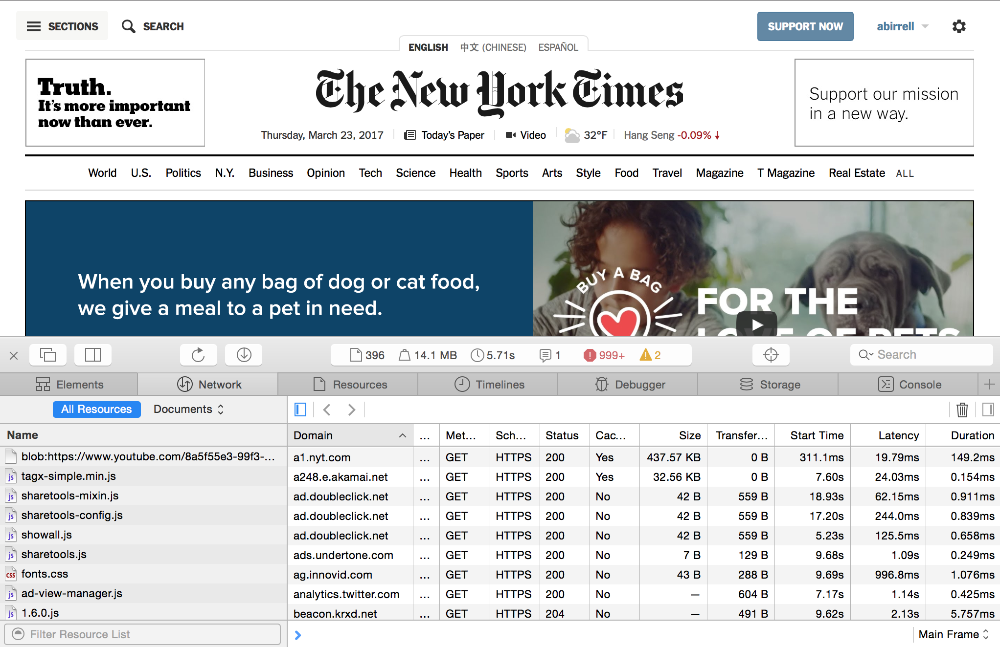 SECTIONS SEARCH
SUPPORT NOW abirrell
ENGLISH 中文 (CHINESE) ESPAÑOL
Truth.
It's more important
now than ever.
The New York Times
Support our mission
in a new way.
Thursday, March 23, 2017 Today's Paper Video 32°F Hang Seng -0.09%
World U.S. Politics N.Y. Business Opinion Tech Science Health Sports Arts Style Food Travel Magazine T Magazine Real Estate ALL
When you buy any bag of dog or cat food,
we give a meal to a pet in need.
BUY A BAG
FOR THE
LOVE OF PETS
396 14.1 MB 5.71s 1 999+ 2 Search
Elements Network Resources Timelines Debugger Storage Console
All Resources Documents
Name Domain ... Met... Sch... Status Cac... Size Transfer... Start Time Latency Duration
blob:https://www.youtube.com/8a5f55e3-99f3-... a1.nyt.com ... GET HTTPS 200 Yes 437.57 KB 0 B 311.1ms 19.79ms 149.2ms
js tagx-simple.min.js a248.e.akamai.net ... GET HTTPS 200 Yes 32.56 KB 0 B 7.60s 24.03ms 0.154ms
js sharetools-mixin.js ad.doubleclick.net ... GET HTTPS 200 No 42 B 559 B 18.93s 62.15ms 0.911ms
js sharetools-config.js ad.doubleclick.net ... GET HTTPS 200 No 42 B 559 B 17.20s 244.0ms 0.839ms
js showall.js ad.doubleclick.net ... GET HTTPS 200 No 42 B 559 B 5.23s 125.5ms 0.658ms
js sharetools.js ads.undertone.com ... GET HTTPS 200 No 7 B 129 B 9.68s 1.09s 0.249ms
css fonts.css ag.innovid.com ... GET HTTPS 200 No 43 B 288 B 9.69s 996.8ms 1.076ms
js ad-view-manager.js analytics.twitter.com ... GET HTTPS 200 No — 604 B 7.17s 1.14s 0.425ms
js 1.6.0.js beacon.krxd.net ... GET HTTPS 204 No — 491 B 9.62s 2.13s 5.757ms
Filter Resource List Main Frame